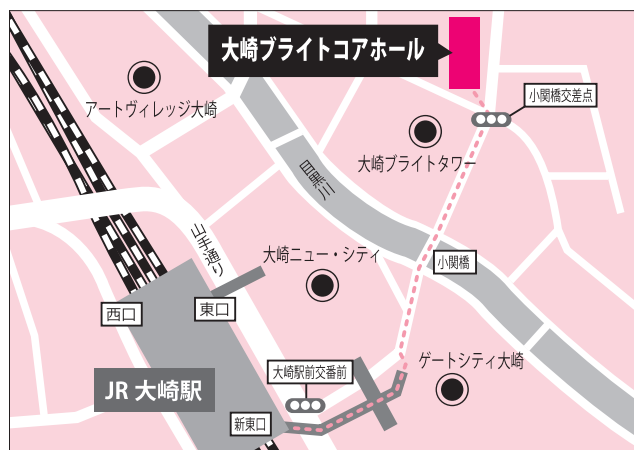 大崎ブライトコアホール
アートヴィレッジ大崎
小関橋交差点
大崎ブライトタワー
目黒川
山手通り
大崎ニュー・シティ
小関橋
西口
東口
ゲートシティ大崎
大崎駅前交番前
JR 大崎駅
新東口